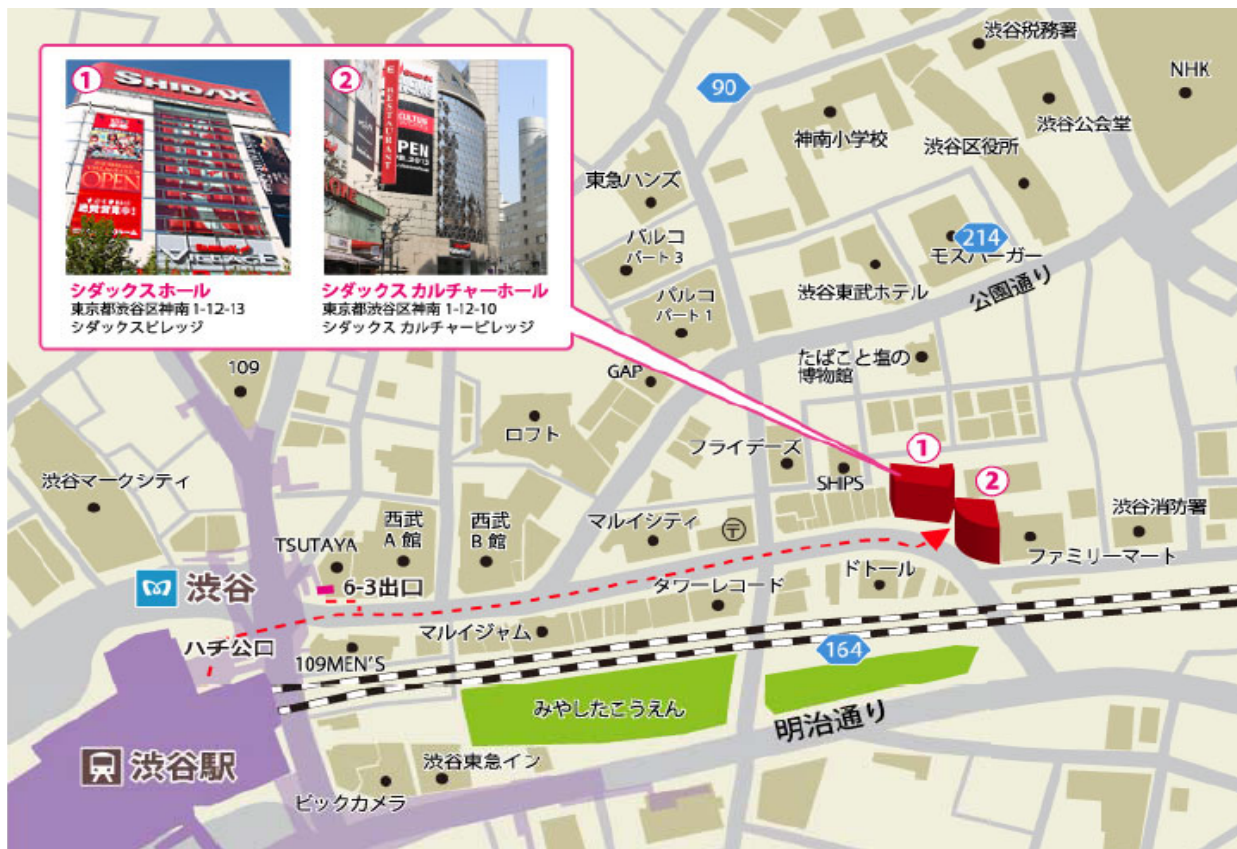 ①
②
SHIDAX
OPEN
VILLAGE
RESTAURANT
シダックスホール
東京都渋谷区神南 1-12-13
シダックスビレッジ
シダックス カルチャーホール
東京都渋谷区神南 1-12-10
シダックス カルチャービレッジ
90
渋谷税務署
NHK
神南小学校
渋谷区役所
渋谷公会堂
東急ハンズ
バルコ
パート 3
214
モスバーガー
渋谷東武ホテル
公園通り
バルコ
パート 1
たばこと塩の
博物館
109
GAP
ロフト
フライデーズ
SHIPS
①
②
渋谷マークシティ
西武
A 館
西武
B 館
マルイシティ
〒
渋谷消防署
ファミリーマート
TSUTAYA
渋谷
6-3出口
タワーレコード
ドトール
ハチ公口
109MEN'S
マルイジャム
164
みやしたこうえん
明治通り
渋谷駅
渋谷東急イン
ビックカメラ